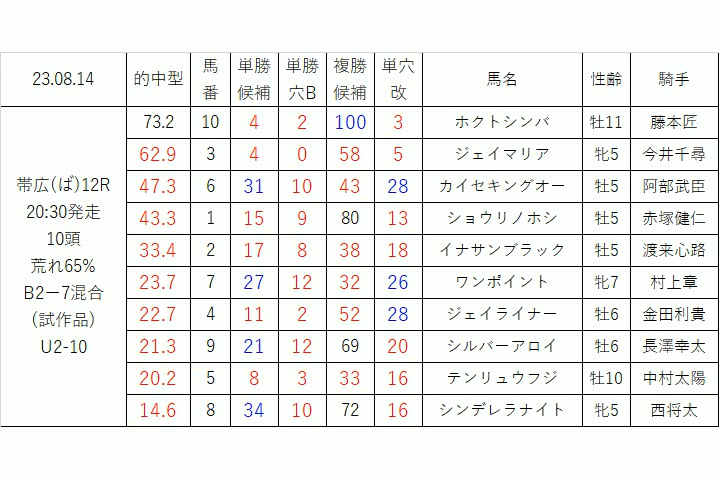 23.08.14 的中型 馬番 単勝候補 単勝穴B 複勝候補 単穴改 馬名 性齢 騎手
帯広(ば)12R
20:30発走
10頭
荒れ65%
B2ー7混合
(試作品)
U2-10
73.2 10 4 2 100 3 ホクトシンバ 牡11 藤本匠
62.9 3 4 0 58 5 ジェイマリア 牝5 今井千尋
47.3 6 31 10 43 28 カイセキングオー 牡5 阿部武臣
43.3 1 15 9 80 13 ショウリノホシ 牡5 赤塚健仁
33.4 2 17 8 38 18 イナサンブラック 牡5 渡来心路
23.7 7 27 12 32 26 ワンポイント 牝7 村上章
22.7 4 11 2 52 28 ジェイライナー 牡6 金田利貴
21.3 9 21 12 69 20 シルバーアロイ 牡6 長澤幸太
20.2 5 8 3 33 16 テンリュウフジ 牡10 中村太陽
14.6 8 34 10 72 16 シンデレラナイト 牝5 西将太